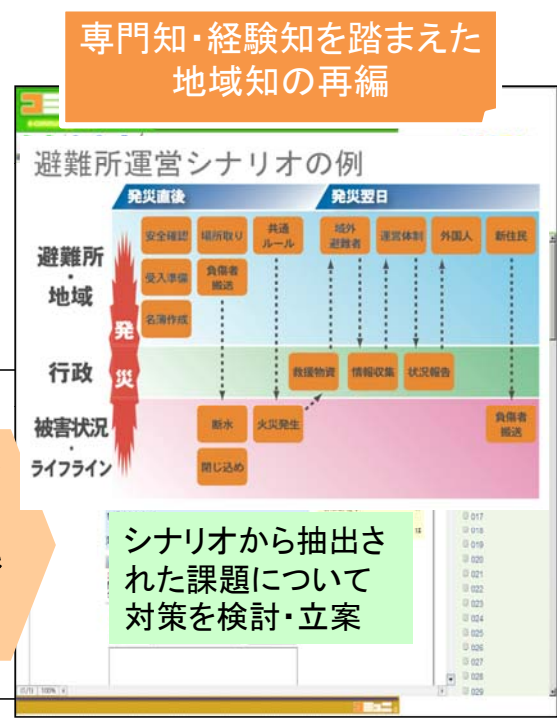 専門知・経験知を踏まえた
地域知の再編
避難所運営シナリオの例
発災直後
発災翌日
避難所
・
地域
安全確認
場所取り
共通
ルール
域外
避難者
運営体制
外国人
新住民
受入準備
負傷者
搬送
名簿作成
発
災
行政
救援物資
情報収集
状況報告
被害状況
・
ライフライン
断水
火災発生
負傷者
搬送
閉じ込め
シナリオから抽出さ
れた課題について
対策を検討・立案
017
018
019
020
021
022
023
024
025
026
027
028
029
100%